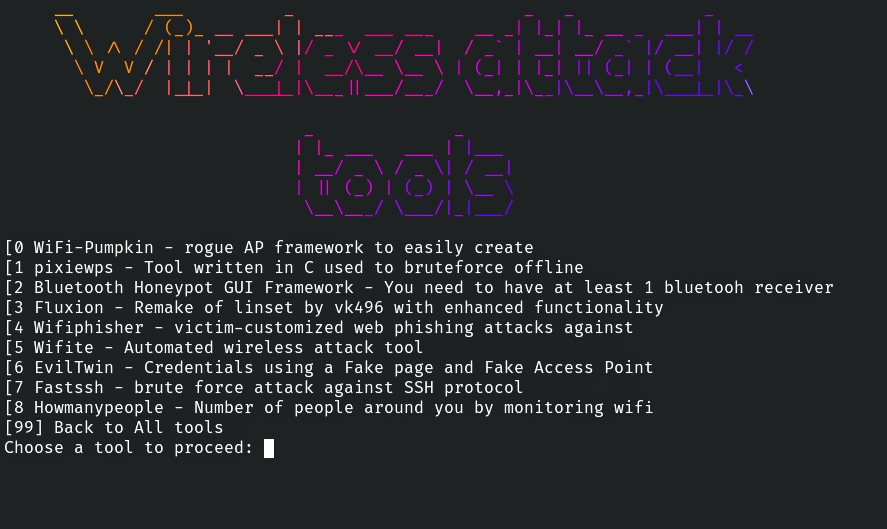 Wireless attack
tools
[0 WiFi-Pumpkin - rogue AP framework to easily create
[1 pixiewps - Tool written in C used to bruteforce offline
[2 Bluetooth Honeypot GUI Framework - You need to have at least 1 bluetooh receiver
[3 Fluxion - Remake of linset by vk496 with enhanced functionality
[4 Wifiphisher - victim-customized web phishing attacks against
[5 Wifite - Automated wireless attack tool
[6 EvilTwin - Credentials using a Fake page and Fake Access Point
[7 Fastssh - brute force attack against SSH protocol
[8 Howmanypeople - Number of people around you by monitoring wifi
[99] Back to All tools
Choose a tool to proceed: